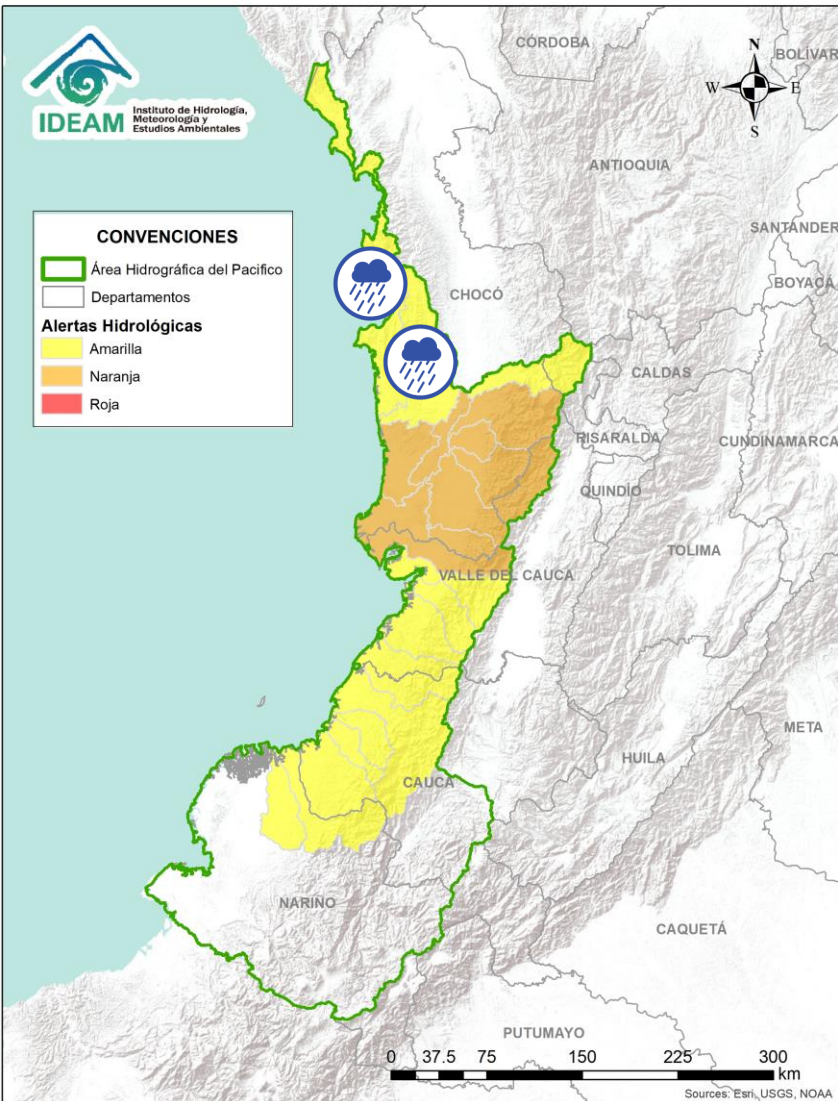 IDEAM
Instituto de Hidrología,
Meteorología y
Estudios Ambientales
CÓRDOBA
BOLÍVAR
N
W
E
S
ANTIOQUIA
SANTANDER
CONVENCIONES
Área Hidrográfica del Pacifico
Departamentos
Alertas Hidrológicas
Amarilla
Naranja
Roja
CHOCÓ
BOYACÁ
CALDAS
RISARALDA
CUNDINAMARCA
QUINDÍO
TOLIMA
VALLE DEL CAUCA
META
HUILA
CAUCA
NARIÑO
CAQUETÁ
PUTUMAYO
0 37.5 75 150 225 300
km
Sources: Esri, USGS, NOAA